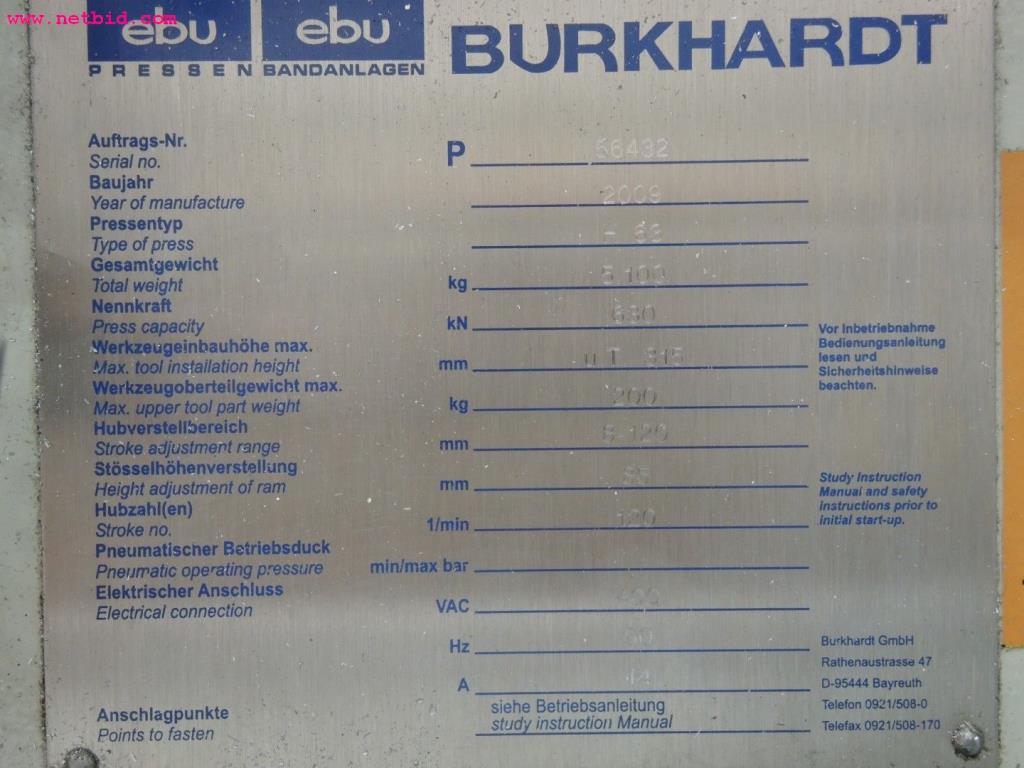 www.netbid.com
ebu ebu BURKHARDT
PRESSEN BANDANLAGEN
Auftrags-Nr.
Serial no. P 56432
Baujahr
Year of manufacture 2009
Pressentyp
Type of press
Gesamtgewicht
Total weight kg 5.100
Nennkraft
Press capacity kN 630
Werkzeugeinbauhöhe max.
Max. tool installation height mm u T 315
Werkzeugoberteilgewicht max.
Max. upper tool part weight kg 200
Hubverstellbereich
Stroke adjustment range mm 8-120
Stösselhöhenverstellung
Height adjustment of ram mm
Hubzahl(en)
Stroke no. 1/min 120
Pneumatischer Betriebsduck
Pneumatic operating pressure min/max bar
Elektrischer Anschluss
Electrical connection VAC 400
Hz
A
Anschlagpunkte
Points to fasten
siehe Betriebsanleitung
study instruction Manual
Vor Inbetriebnahme
Bedienungsanleitung
lesen und
Sicherheitshinweise
beachten.
Study Instruction
Manual and safety
instructions prior to
initial start-up.
Burkhardt GmbH
Rathenaustrasse 47
D-95444 Bayreuth
Telefon 0921/508-0
Telefax 0921/508-170